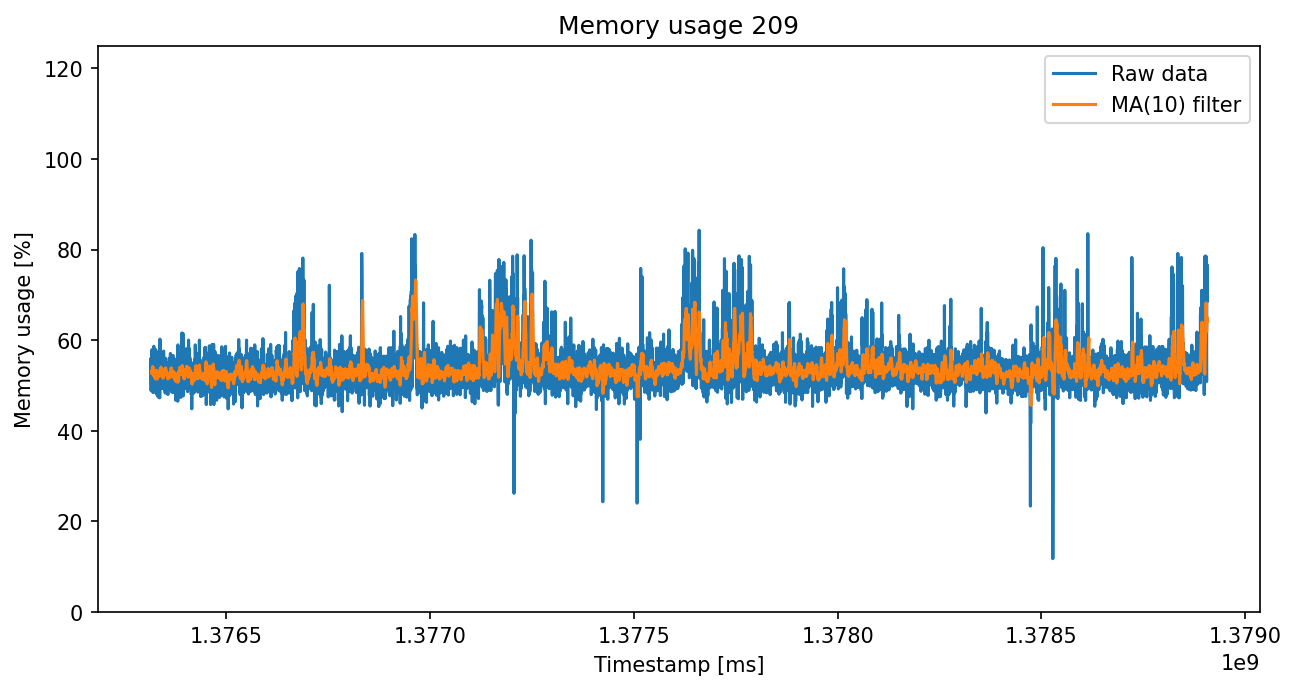 Memory usage 209
Raw data
MA(10) filter
Memory usage [%]
120
100
80
60
40
20
0
1.3765
1.3770
1.3775
1.3780
1.3785
1.3790
1e9
Timestamp [ms]